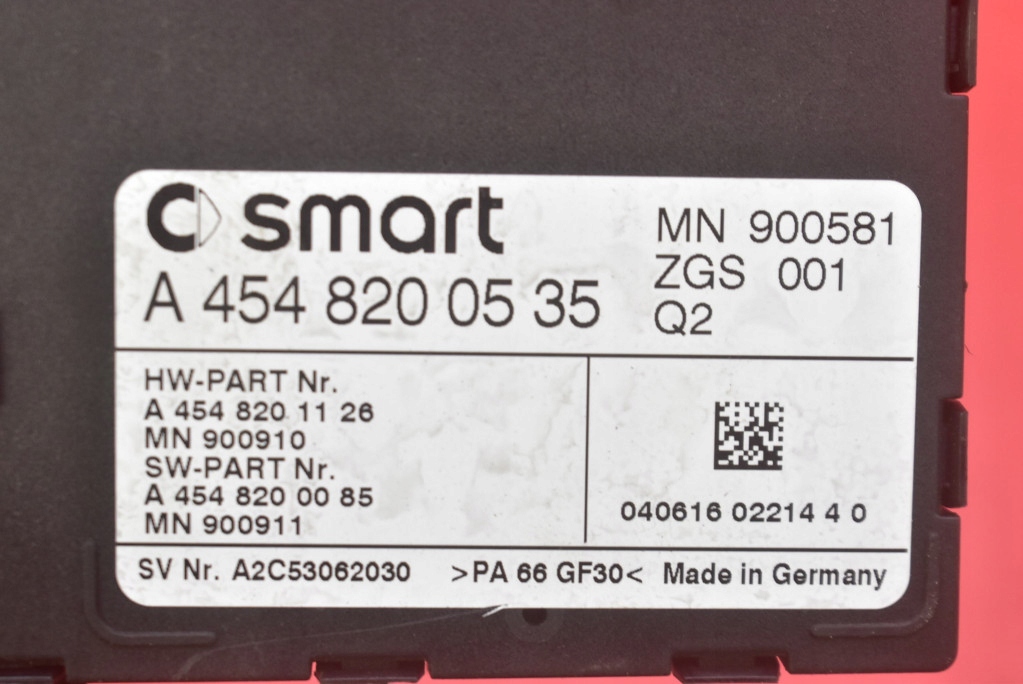 smart
A 454 820 05 35
MN 900581
ZGS 001
Q2
HW-PART Nr.
A 454 820 11 26
MN 900910
SW-PART Nr.
A 454 820 00 85
MN 900911
040616 02214 4 0
SV Nr. A2C53062030 >PA 66 GF30< Made in Germany